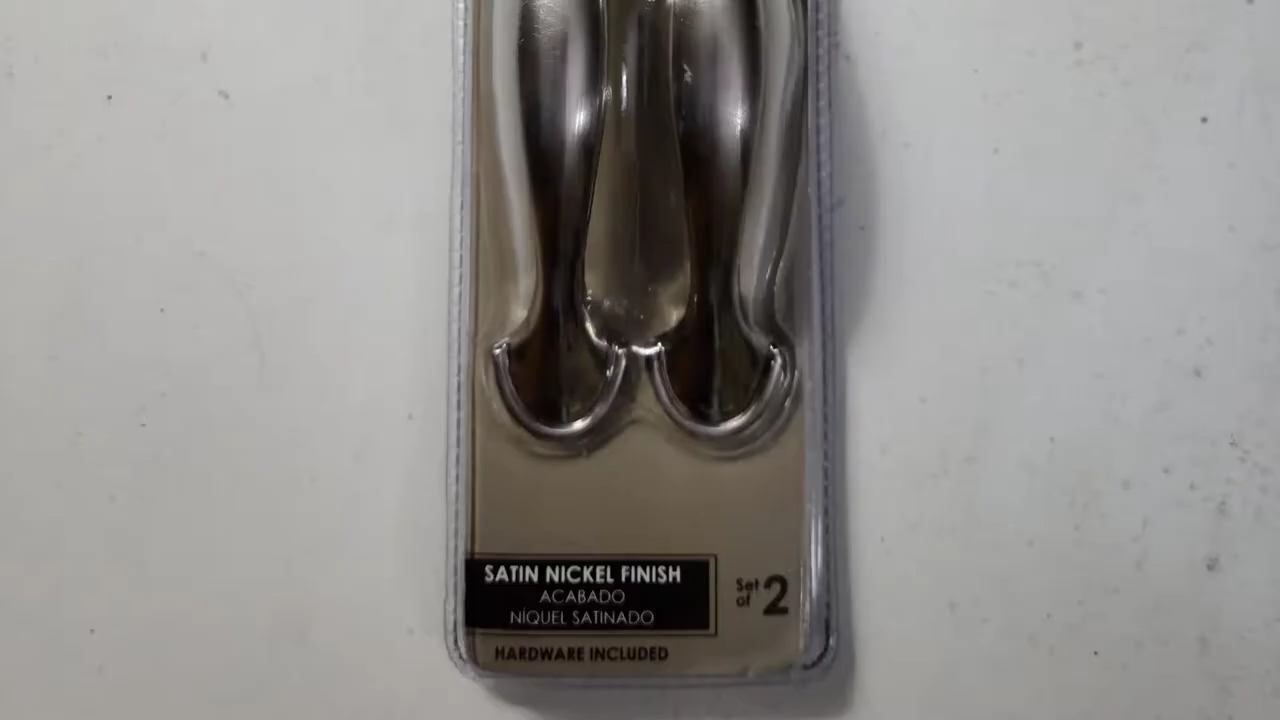 SATIN NICKEL FINISH
ACABADO
NÍQUEL SATINADO
Set
of 2
HARDWARE INCLUDED